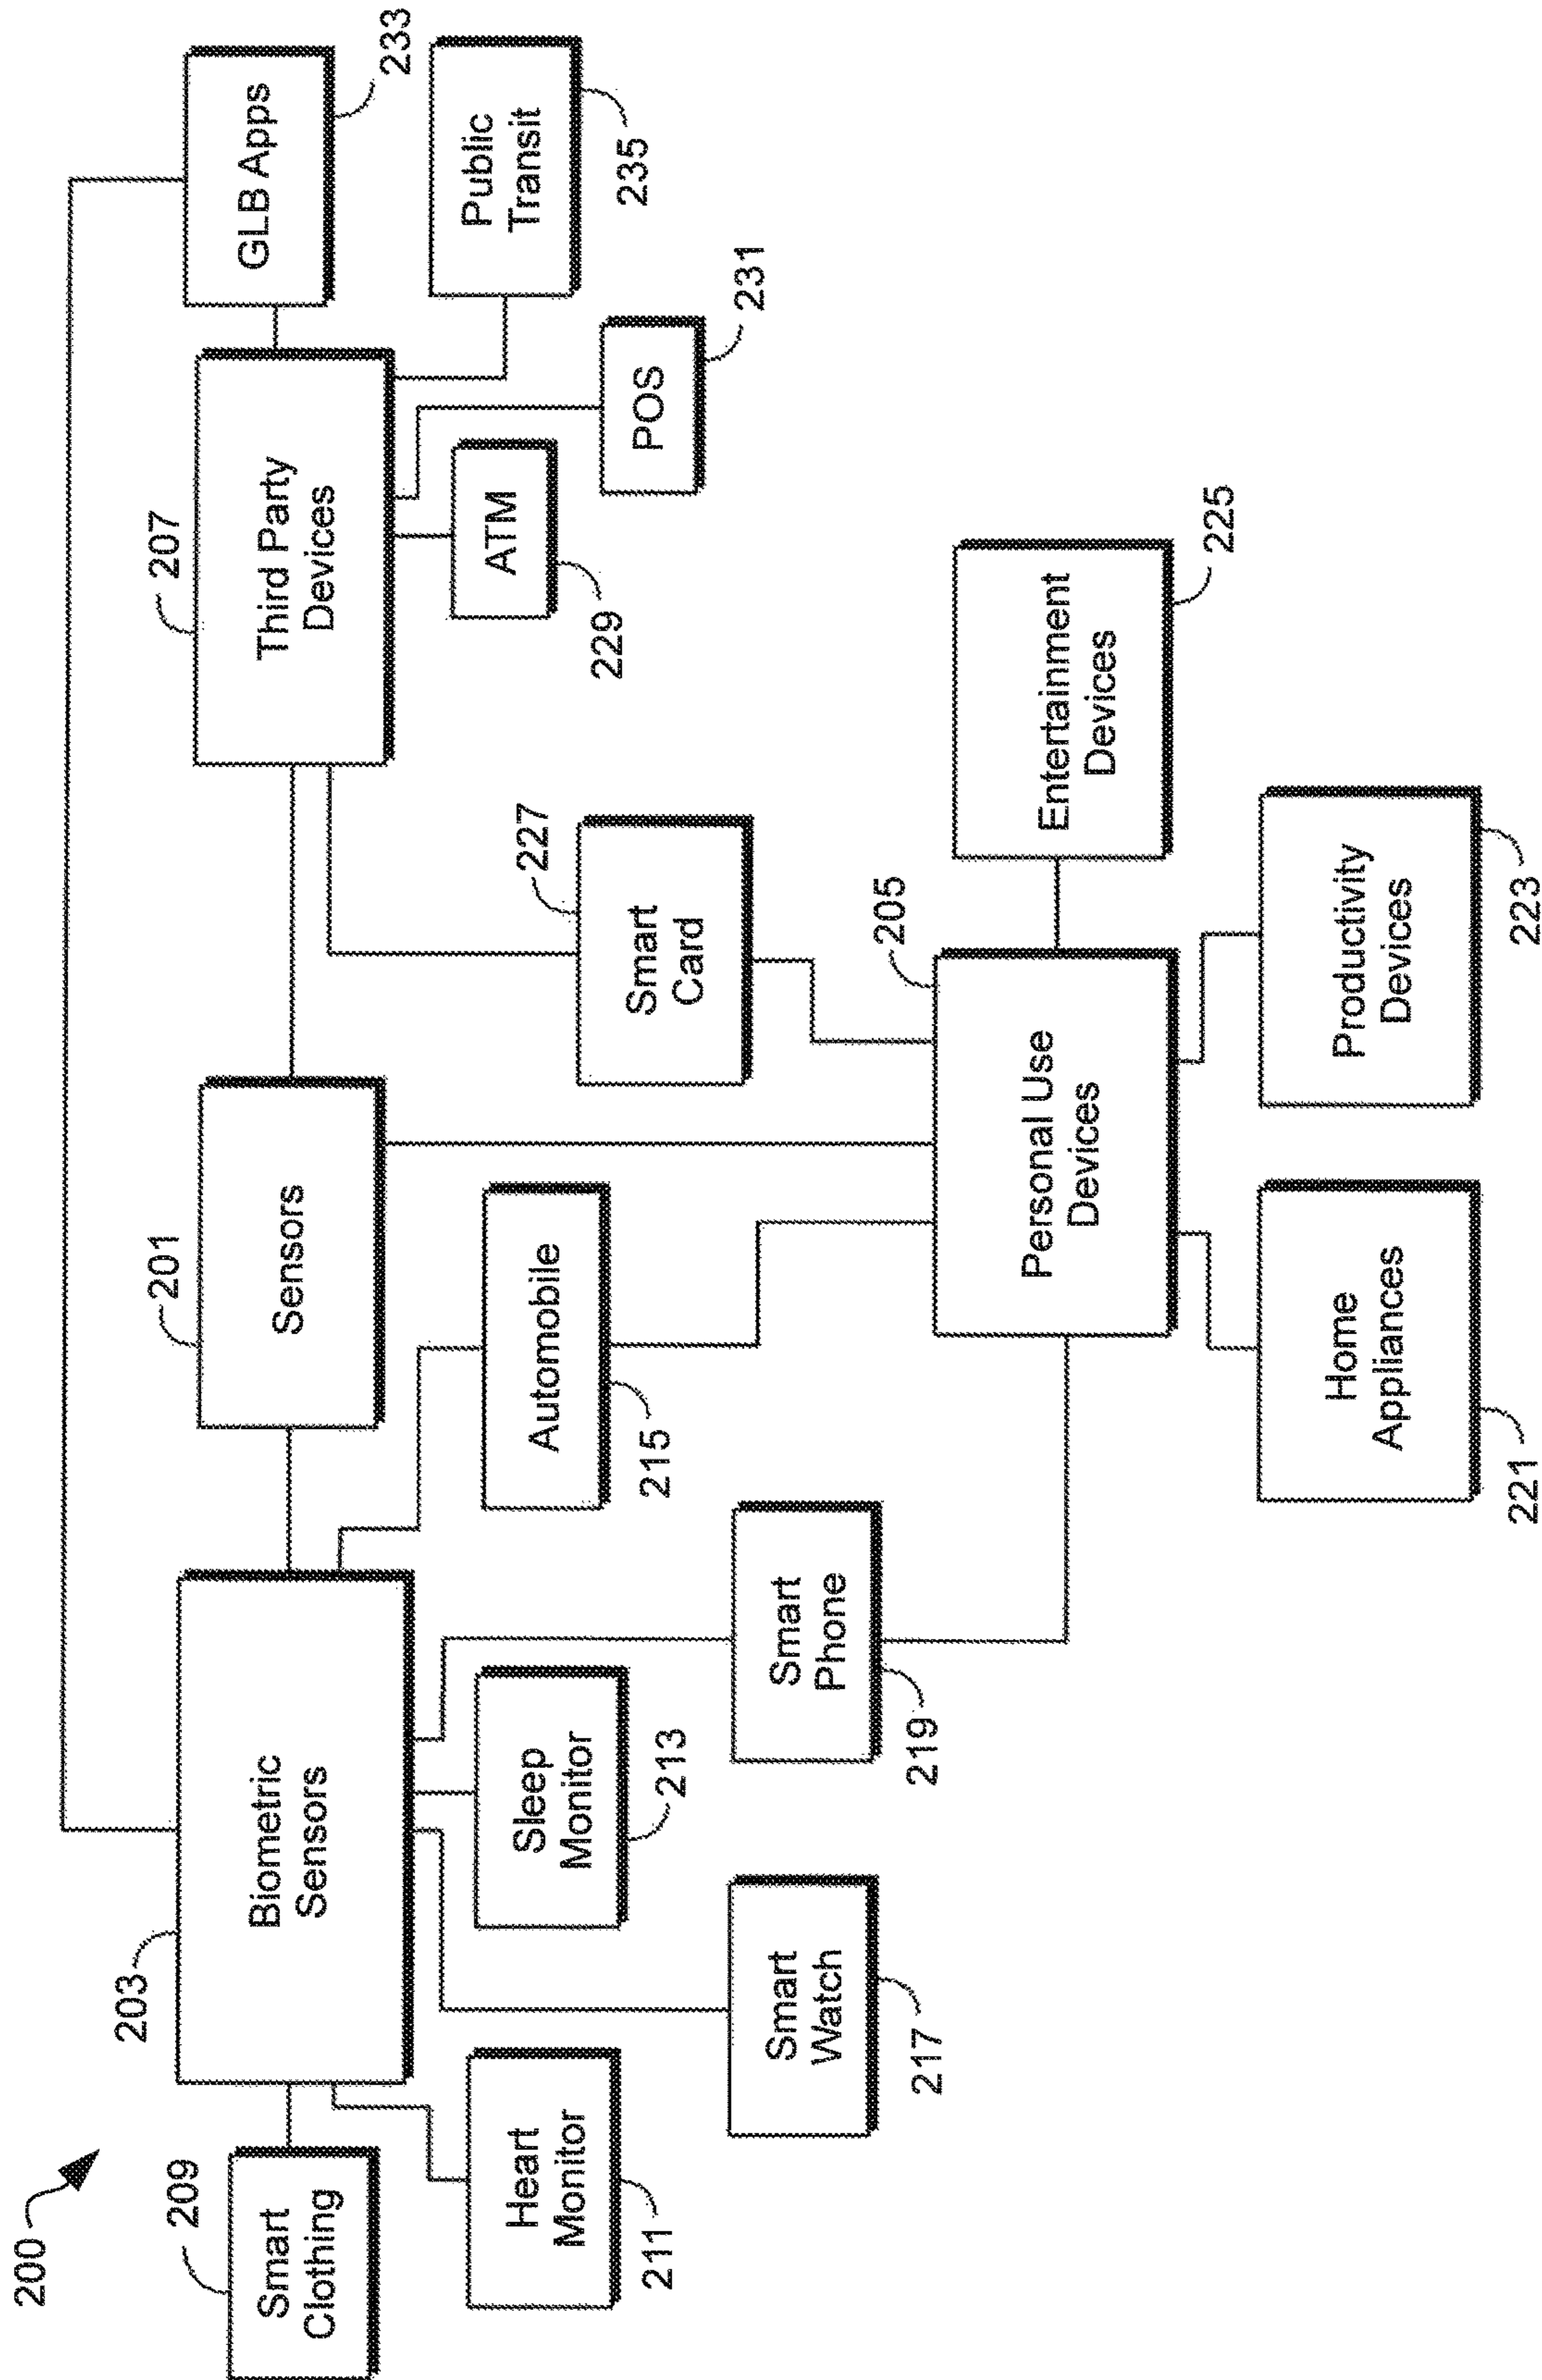 200
203
201
207
Smart
Clothing
209
Biometric
Sensors
Sensors
Third Party
Devices
GLB Apps
233
Heart
Monitor
211
Sleep
Monitor
213
Automobile
215
ATM
229
Public
Transit
235
POS
231
Smart
Watch
217
Smart
Phone
219
Smart
Card
227
Personal Use
Devices
205
Entertainment
Devices
225
Home
Appliances
221
Productivity
Devices
223